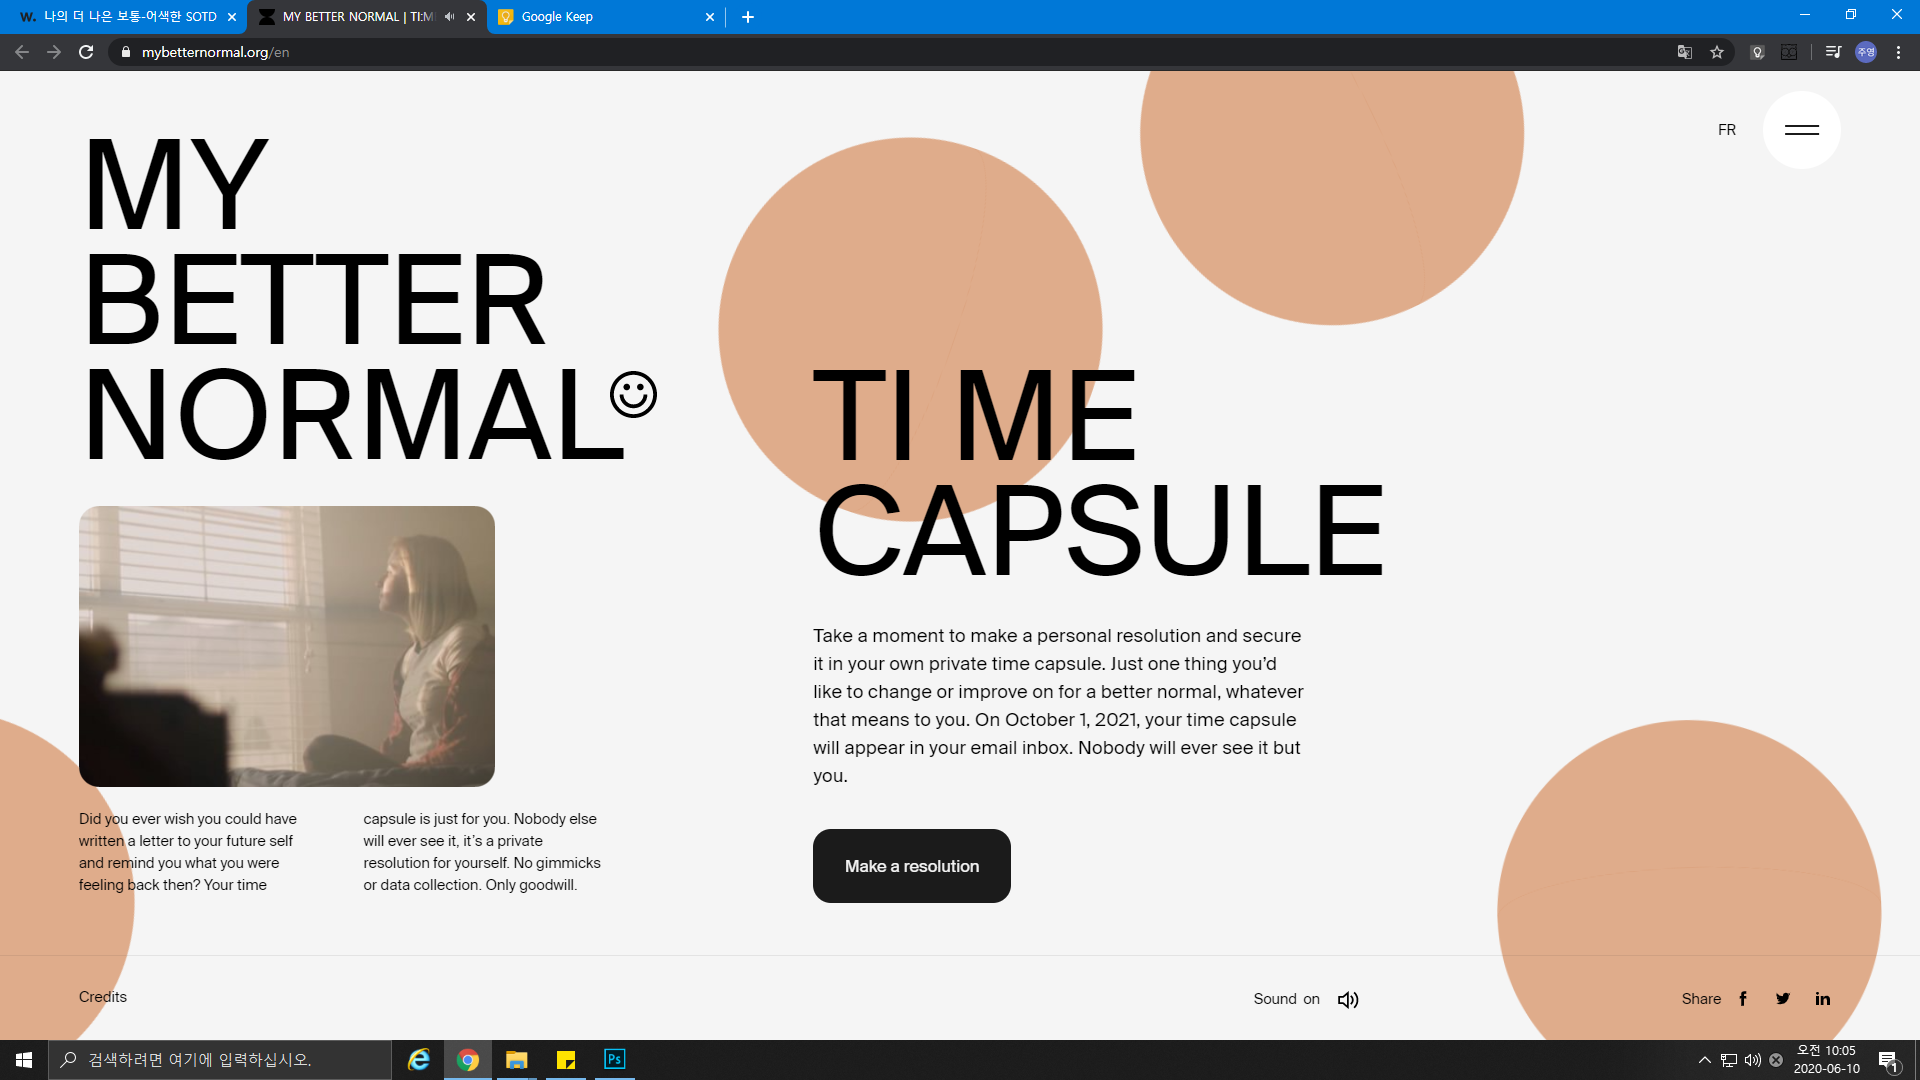 W. 나의 더 나은 보통-어색한 SOTD
MY BETTER NORMAL | TI:M
Google Keep
mybetternormal.org/en
주영
FR
MY
BETTER
NORMAL
TI ME
CAPSULE
Take a moment to make a personal resolution and secure
it in your own private time capsule. Just one thing you’d
like to change or improve on for a better normal, whatever
that means to you. On October 1, 2021, your time capsule
will appear in your email inbox. Nobody will ever see it but
you.
Make a resolution
Did you ever wish you could have
written a letter to your future self
and remind you what you were
feeling back then? Your time
capsule is just for you. Nobody else
will ever see it, it’s a private
resolution for yourself. No gimmicks
or data collection. Only goodwill.
Credits
Sound on
Share
검색하려면 여기에 입력하십시오.
Ps
오전 10:05
2020-06-10
1